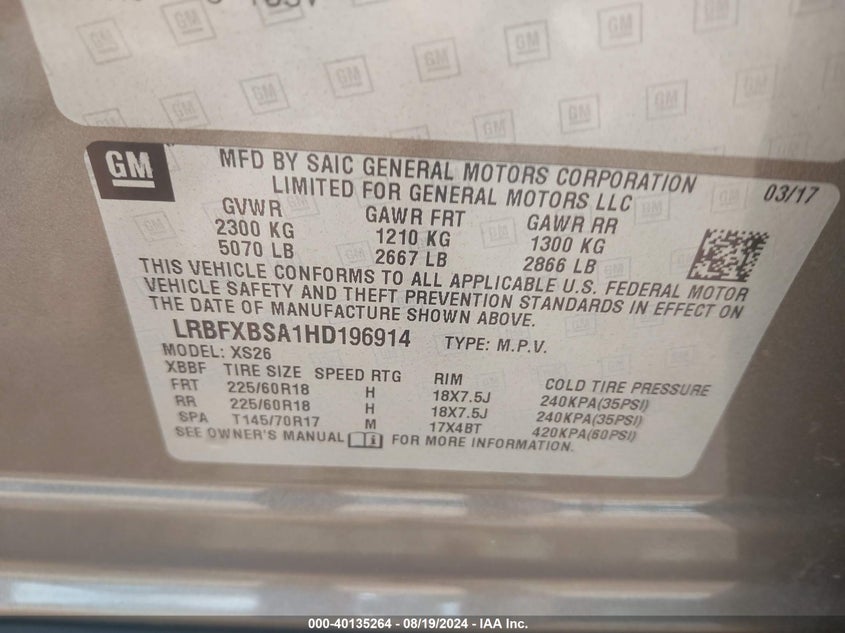 GM
MFD BY SAIC GENERAL MOTORS CORPORATION
LIMITED FOR GENERAL MOTORS LLC
03/17
GVWR GAWR FRT GAWR RR
2300 KG 1210 KG 1300 KG
5070 LB 2667 LB 2866 LB
THIS VEHICLE CONFORMS TO ALL APPLICABLE U.S. FEDERAL MOTOR
VEHICLE SAFETY AND THEFT PREVENTION STANDARDS IN EFFECT ON
THE DATE OF MANUFACTURE SHOWN ABOVE.
LRBFXBSA1HD196914 TYPE: M.P.V.
MODEL: XS26
XBBF TIRE SIZE SPEED RTG RIM COLD TIRE PRESSURE
FRT 225/60R18 H 18X7.5J 240KPA(35PSI)
RR 225/60R18 H 18X7.5J 240KPA(35PSI)
SPA T145/70R17 M 17X4BT 420KPA(60PSI)
SEE OWNER'S MANUAL FOR MORE INFORMATION.
000-40135264 - 08/19/2024 - IAA Inc.